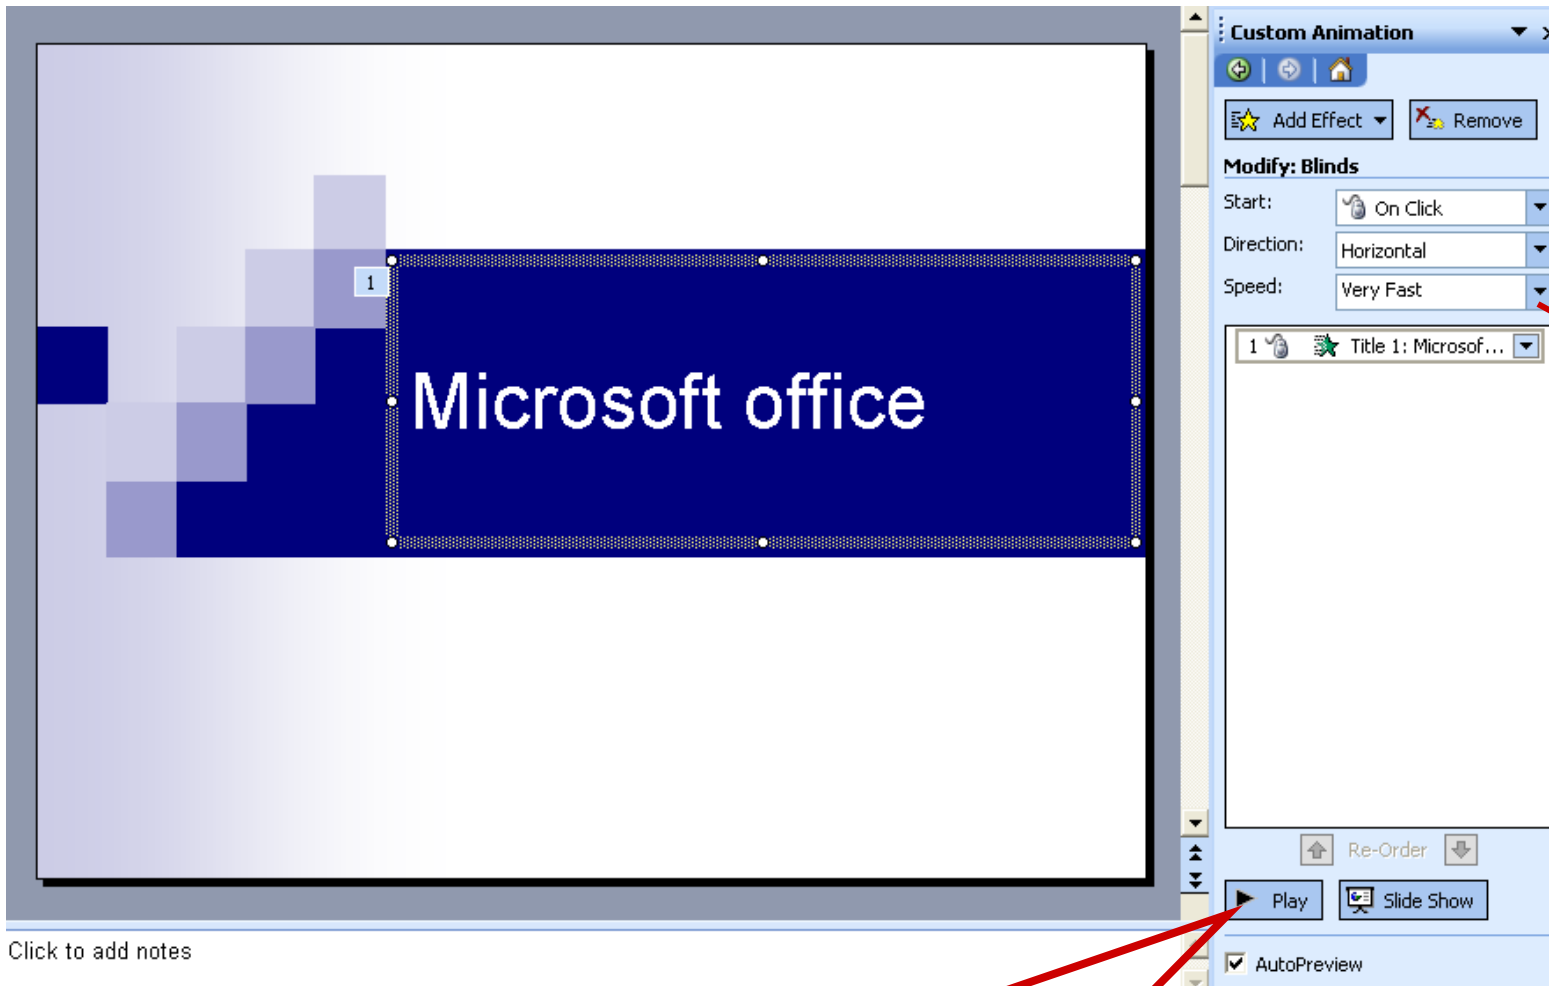 Custom Animation
Add Effect
Remove
Modify: Blinds
Start:
On Click
Direction:
Horizontal
Speed:
Very Fast
1
Microsoft office
1 Title 1: Microsof...
Re-Order
Play
Slide Show
Click to add notes
AutoPreview